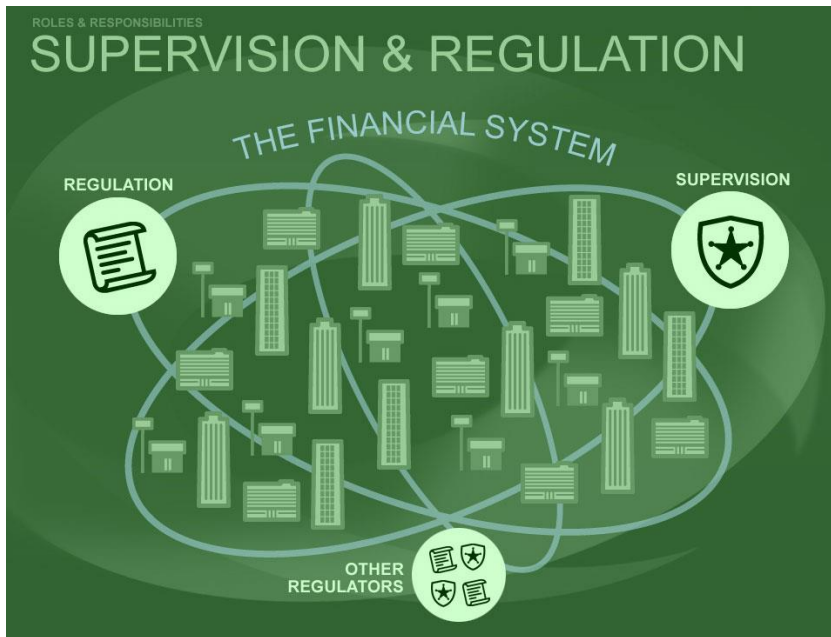 ROLES & RESPONSIBILITIES
SUPERVISION & REGULATION
THE FINANCIAL SYSTEM
REGULATION
SUPERVISION
OTHER
REGULATORS